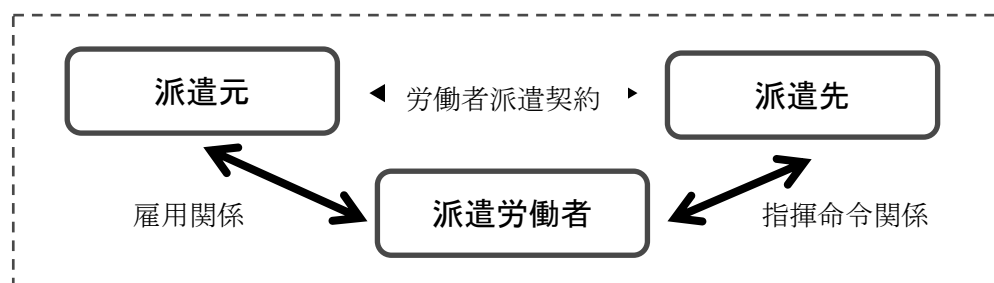 派遣元
労働者派遣契約
派遣先
雇用関係
派遣労働者
指揮命令関係